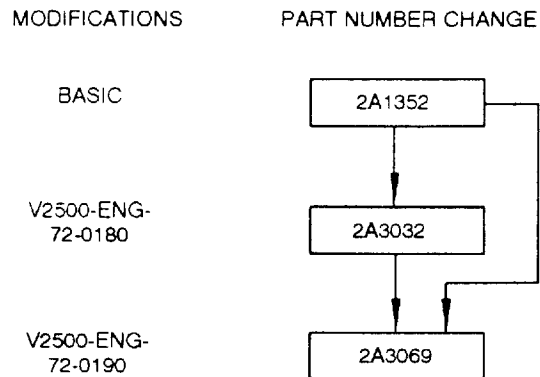 MODIFICATIONS PART NUMBER CHANGE
BASIC 2A1352
V2500-ENG-
72-0180 2A3032
V2500-ENG-
72-0190 2A3069